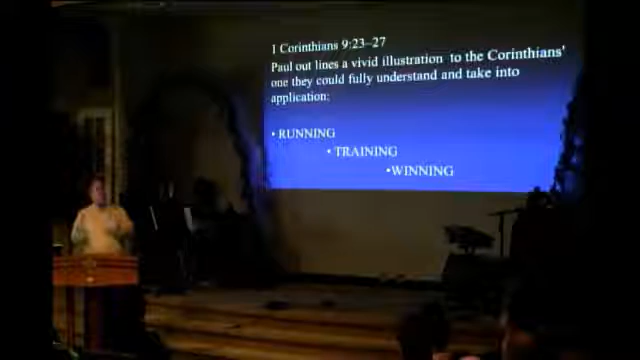 1 Corinthians 9:23–27
Paul out lines a vivid illustration to the Corinthians'
one they could fully understand and take into
application:
• RUNNING
• TRAINING
•WINNING